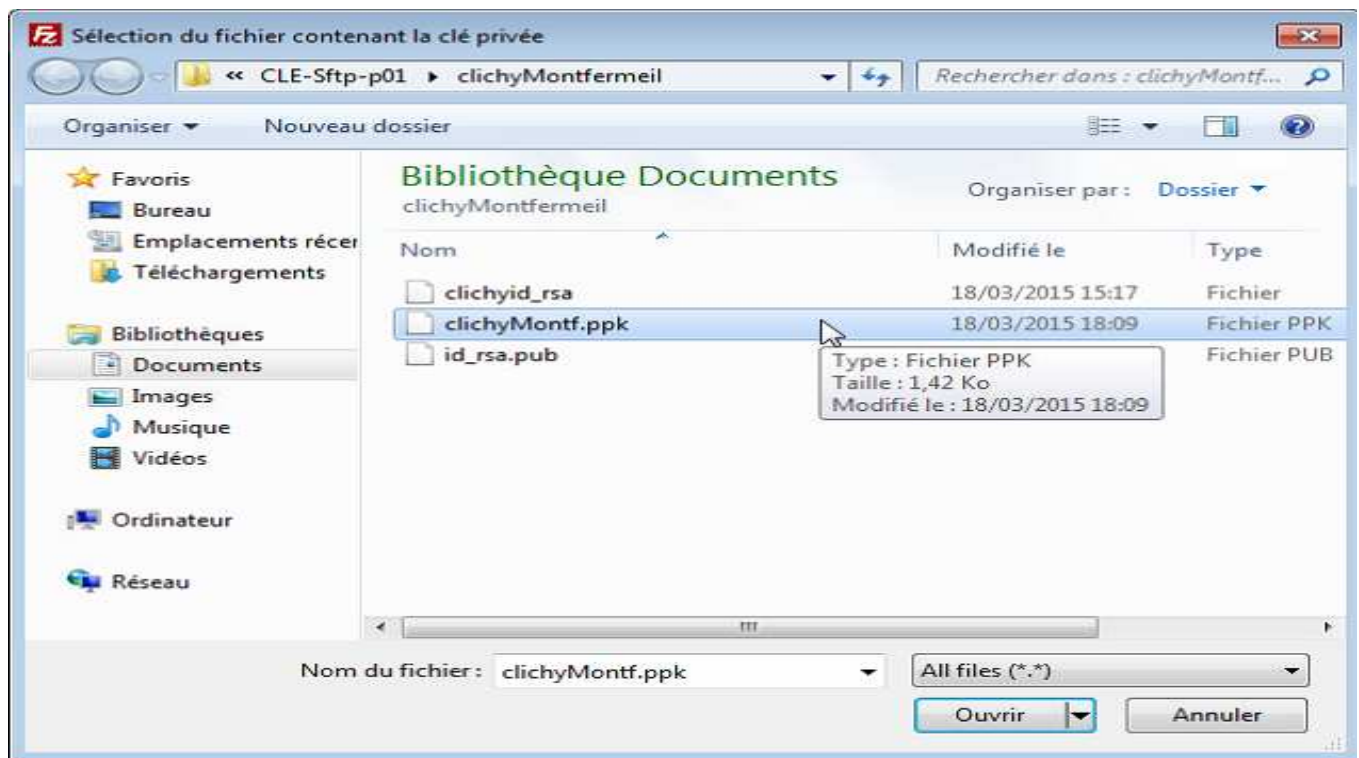 Fz Sélection du fichier contenant la clé privée
« CLE-Sftp-p01 clichyMontfermeil Rechercher dans : clichyMontf...
Organiser Nouveau dossier
Favoris
Bureau
Emplacements récer
Téléchargements
Bibliothèques
Documents
Images
Musique
Vidéos
Ordinateur
Réseau
Bibliothèque Documents
clichyMontfermeil
Organiser par : Dossier
Nom Modifié le Type
clichyid_rsa 18/03/2015 15:17 Fichier
clichyMontf.ppk 18/03/2015 18:09 Fichier PPK
id_rsa.pub Fichier PUB
Type : Fichier PPK
Taille : 1,42 Ko
Modifié le : 18/03/2015 18:09
Nom du fichier : clichyMontf.ppk All files (*.*)
Ouvrir Annuler